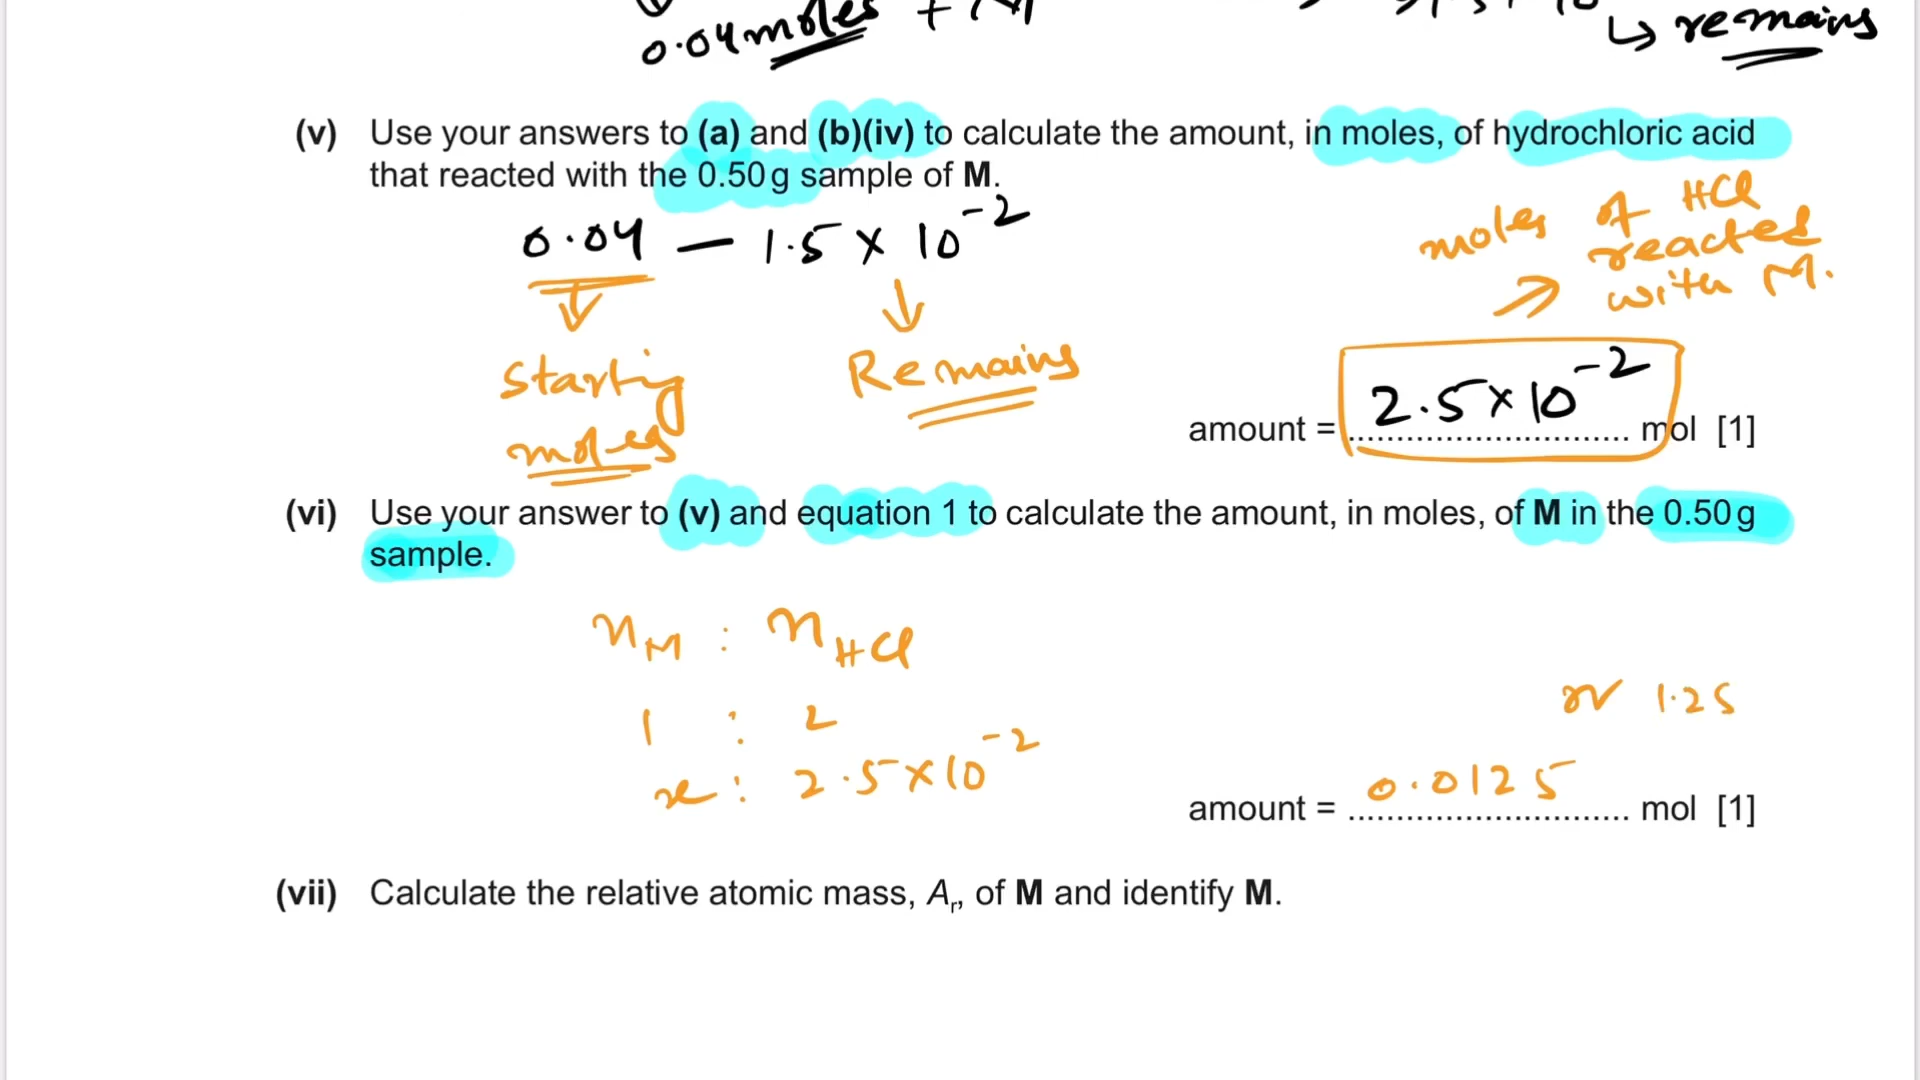 0.04 moles +
↳ remains
(v) Use your answers to (a) and (b)(iv) to calculate the amount, in moles, of hydrochloric acid
that reacted with the 0.50 g sample of M.
0.04 — 1.5 × 10⁻²
moles of HCl
reacted
with M.
Starting
moles
Remains
amount = 2.5 × 10⁻² mol [1]
(vi) Use your answer to (v) and equation 1 to calculate the amount, in moles, of M in the 0.50 g
sample.
n_M : n_HCl
1 : 2
x : 2.5 × 10⁻²
or 1.25
amount = 0.0125 mol [1]
(vii) Calculate the relative atomic mass, Aᵣ, of M and identify M.